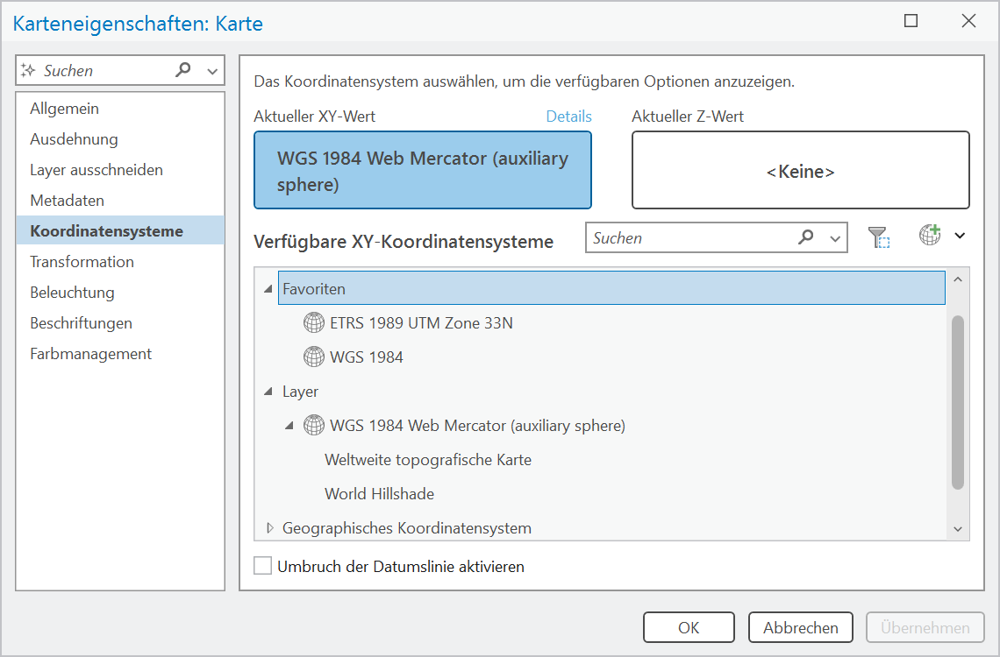 Karteneigenschaften: Karte
Suchen
Allgemein
Ausdehnung
Layer ausschneiden
Metadaten
Koordinatensysteme
Transformation
Beleuchtung
Beschriftungen
Farbmanagement
Das Koordinatensystem auswählen, um die verfügbaren Optionen anzuzeigen.
Aktueller XY-Wert
Details
Aktueller Z-Wert
WGS 1984 Web Mercator (auxiliary
sphere)
<Keine>
Verfügbare XY-Koordinatensysteme
Suchen
Favoriten
ETRS 1989 UTM Zone 33N
WGS 1984
Layer
WGS 1984 Web Mercator (auxiliary sphere)
Weltweite topografische Karte
World Hillshade
Geographisches Koordinatensystem
Umbruch der Datumslinie aktivieren
OK
Abbrechen
Übernehmen